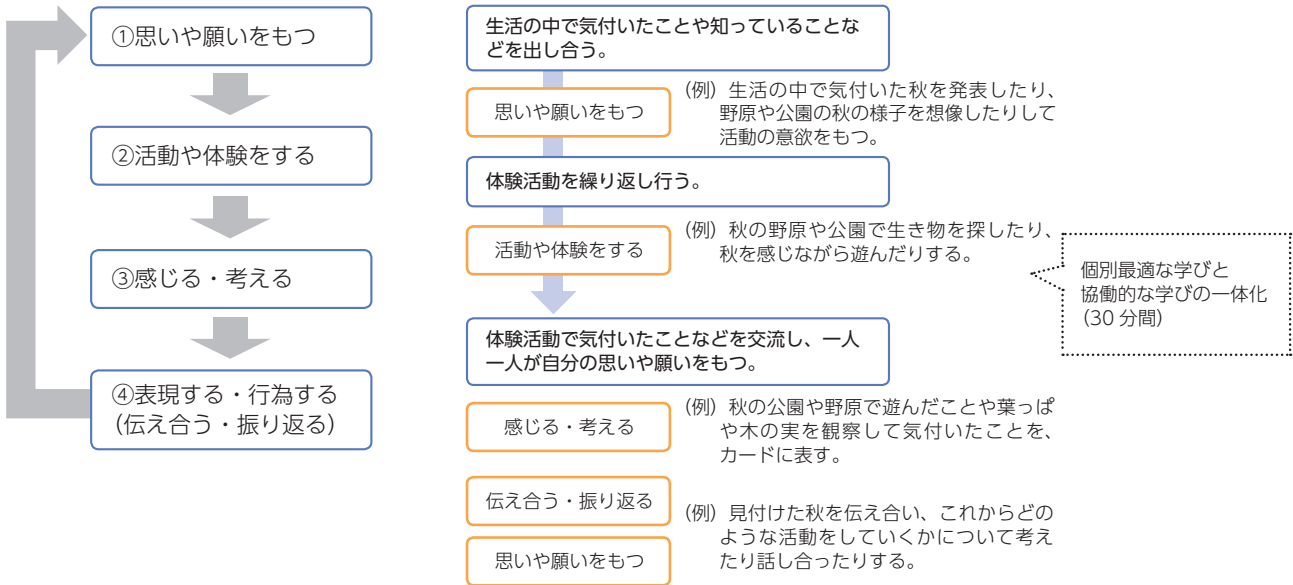 ①思いや願いをもつ
②活動や体験をする
③感じる・考える
④表現する・行為する
（伝え合う・振り返る）
生活の中で気付いたことや知っていることな
どを出し合う。
思いや願いをもつ
（例）生活の中で気付いた秋を発表したり、
野原や公園の秋の様子を想像したりして
活動の意欲をもつ。
体験活動を繰り返し行う。
活動や体験をする
（例）秋の野原や公園で生き物を探したり、
秋を感じながら遊んだりする。
個別最適な学びと
協働的な学びの一体化
（30 分間）
体験活動で気付いたことなどを交流し、一人
一人が自分の思いや願いをもつ。
感じる・考える
（例）秋の公園や野原で遊んだことや葉っぱ
や木の実を観察して気付いたことを、
カードに表す。
伝え合う・振り返る
思いや願いをもつ
（例）見付けた秋を伝え合い、これからどの
ような活動をしていくかについて考え
たり話し合ったりする。